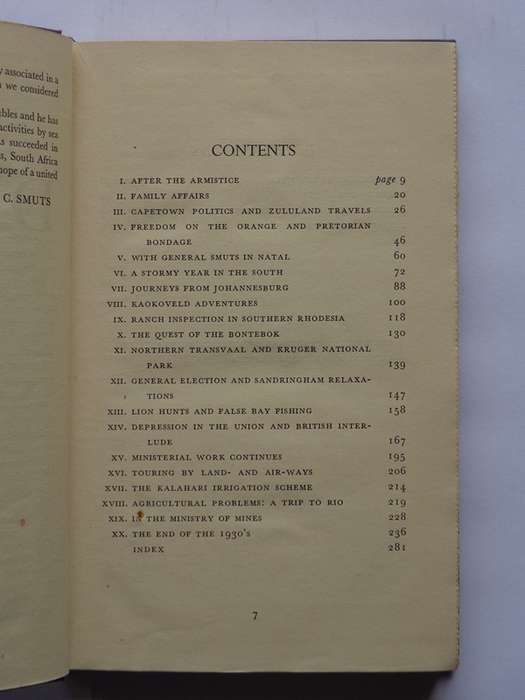 y associated in a
we considered
bles and he has
activities by sea
s succeeded in
s, South Africa
hope of a united
C. SMUTS
CONTENTS
I. AFTER THE ARMISTICE page 9
II. FAMILY AFFAIRS 20
III. CAPETOWN POLITICS AND ZULULAND TRAVELS 26
IV. FREEDOM ON THE ORANGE AND PRETORIAN
BONDAGE 46
V. WITH GENERAL SMUTS IN NATAL 60
VI. A STORMY YEAR IN THE SOUTH 72
VII. JOURNEYS FROM JOHANNESBURG 88
VIII. KAOKOVELD ADVENTURES 100
IX. RANCH INSPECTION IN SOUTHERN RHODESIA 118
X. THE QUEST OF THE BONTEBOK 130
XI. NORTHERN TRANSVAAL AND KRUGER NATIONAL
PARK 139
XII. GENERAL ELECTION AND SANDRINGHAM RELAXA-
TIONS 147
XIII. LION HUNTS AND FALSE BAY FISHING 158
XIV. DEPRESSION IN THE UNION AND BRITISH INTER-
LUDE 167
XV. MINISTERIAL WORK CONTINUES 195
XVI. TOURING BY LAND- AND AIR-WAYS 206
XVII. THE KALAHARI IRRIGATION SCHEME 214
XVIII. AGRICULTURAL PROBLEMS: A TRIP TO RIO 219
XIX. IN THE MINISTRY OF MINES 228
XX. THE END OF THE 1930'S 236
INDEX 281
7